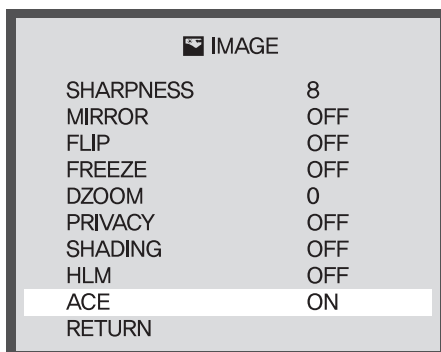 IMAGE
SHARPNESS 8
MIRROR OFF
FLIP OFF
FREEZE OFF
DZOOM 0
PRIVACY OFF
SHADING OFF
HLM OFF
ACE ON
RETURN